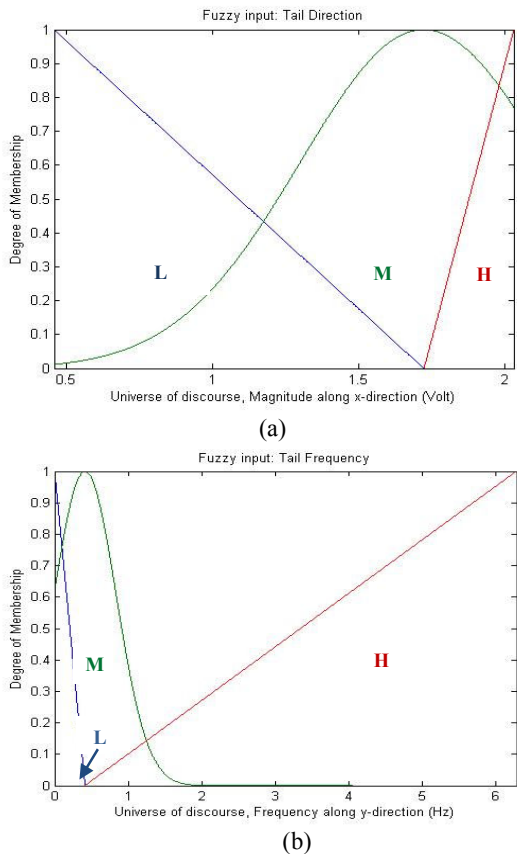 Fuzzy input: Tail Direction
1
0.9
0.8
0.7
0.6
0.5
0.4
0.3
0.2
0.1
0
Degree of Membership
L
M
H
0.5 1 1.5 2
Universe of discourse, Magnitude along x-direction (Volt)
(a)
Fuzzy input: Tail Frequency
1
0.9
0.8
0.7
0.6
0.5
0.4
0.3
0.2
0.1
0
Degree of Membership
M
H
L
0 1 2 3 4 5 6
Universe of discourse, Frequency along y-direction (Hz)
(b)